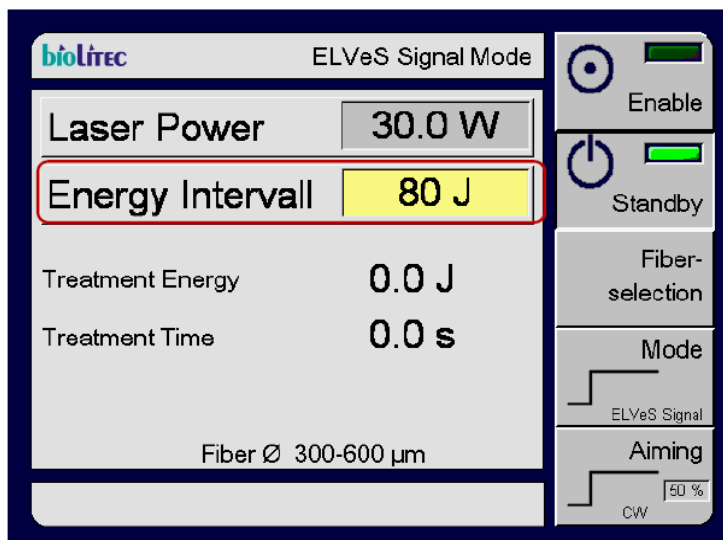 biolitec ELVeS Signal Mode
Laser Power 30.0 W
Energy Intervall 80 J
Treatment Energy 0.0 J
Treatment Time 0.0 s
Fiber Ø 300-600 µm
Enable
Standby
Fiber-
selection
Mode
ELVeS Signal
Aiming
50 %
CW